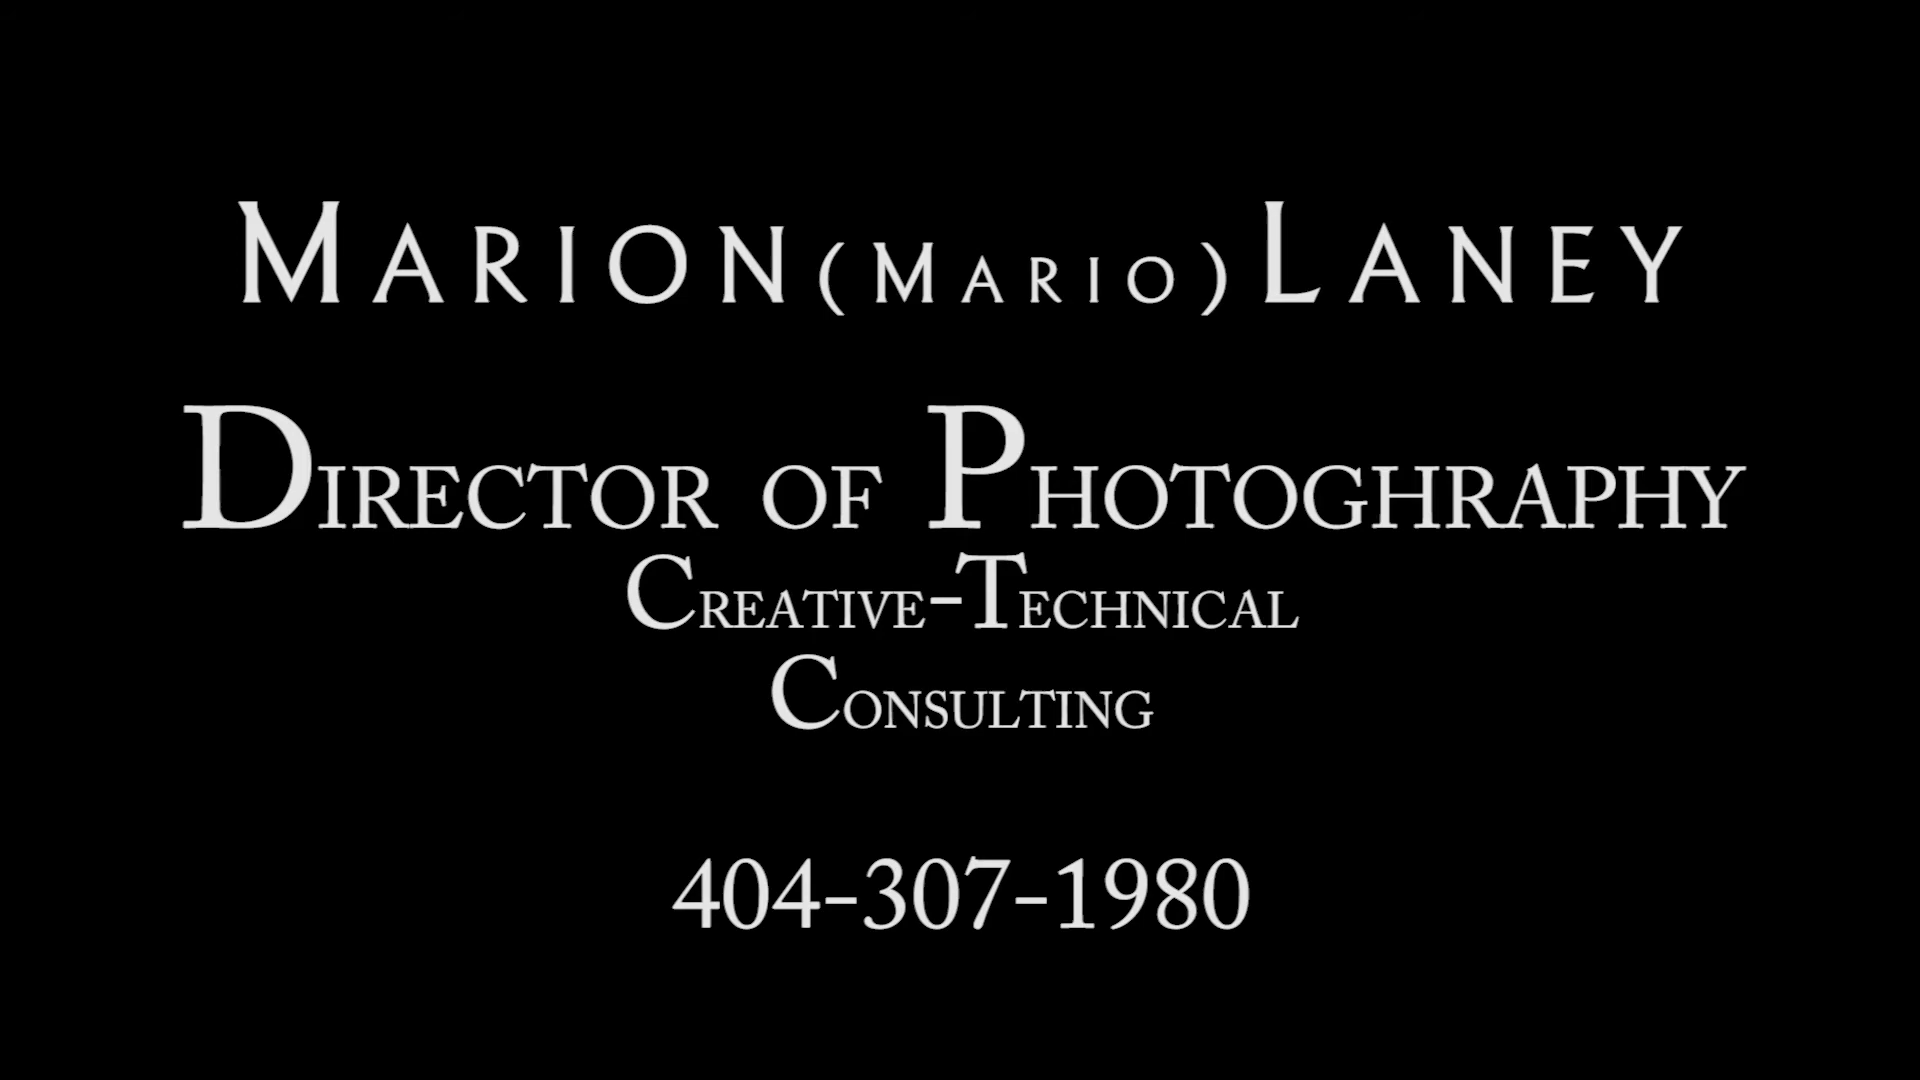 Marion (Mario) Laney
Director of Photoghraphy
Creative-Technical
Consulting
404-307-1980